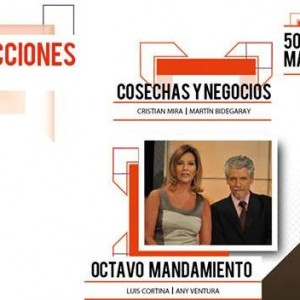 CCIONES
COSECHAS Y NEGOCIOS
CRISTIAN MIRA | MARTÍN BIDEGARAY
50
MA
OCTAVO MANDAMIENTO
LUIS CORTINA | ANY VENTURA